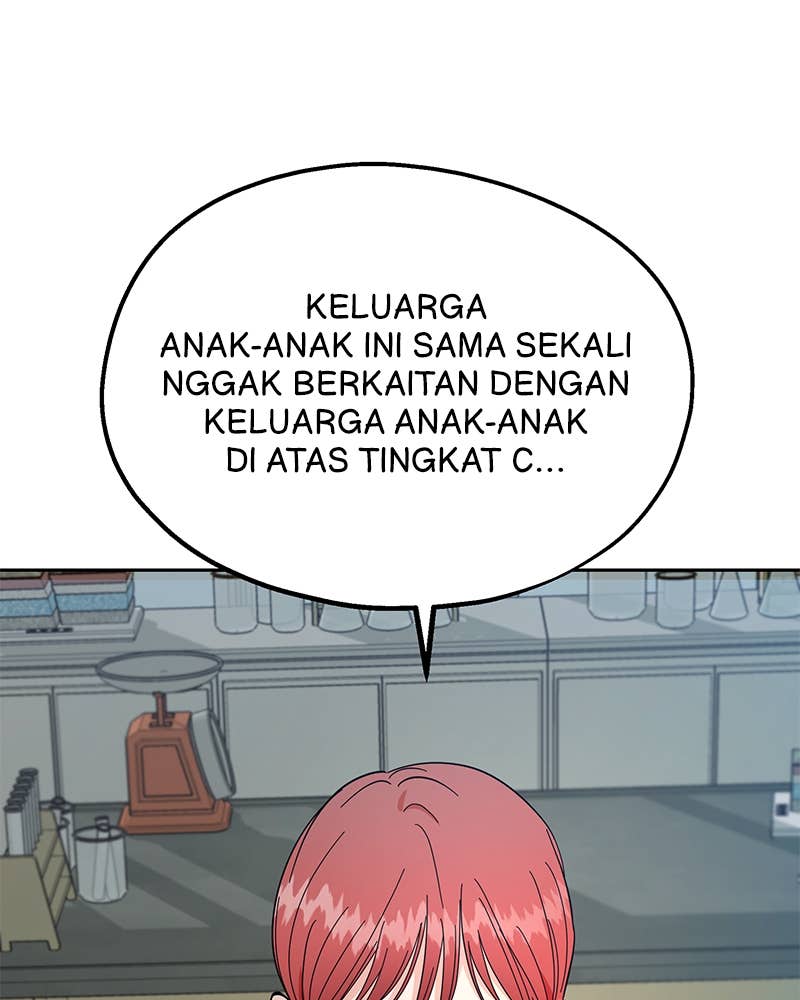 KELUARGA
ANAK-ANAK INI SAMA SEKALI
NGGAK BERKAITAN DENGAN
KELUARGA ANAK-ANAK
DI ATAS TINGKAT C...